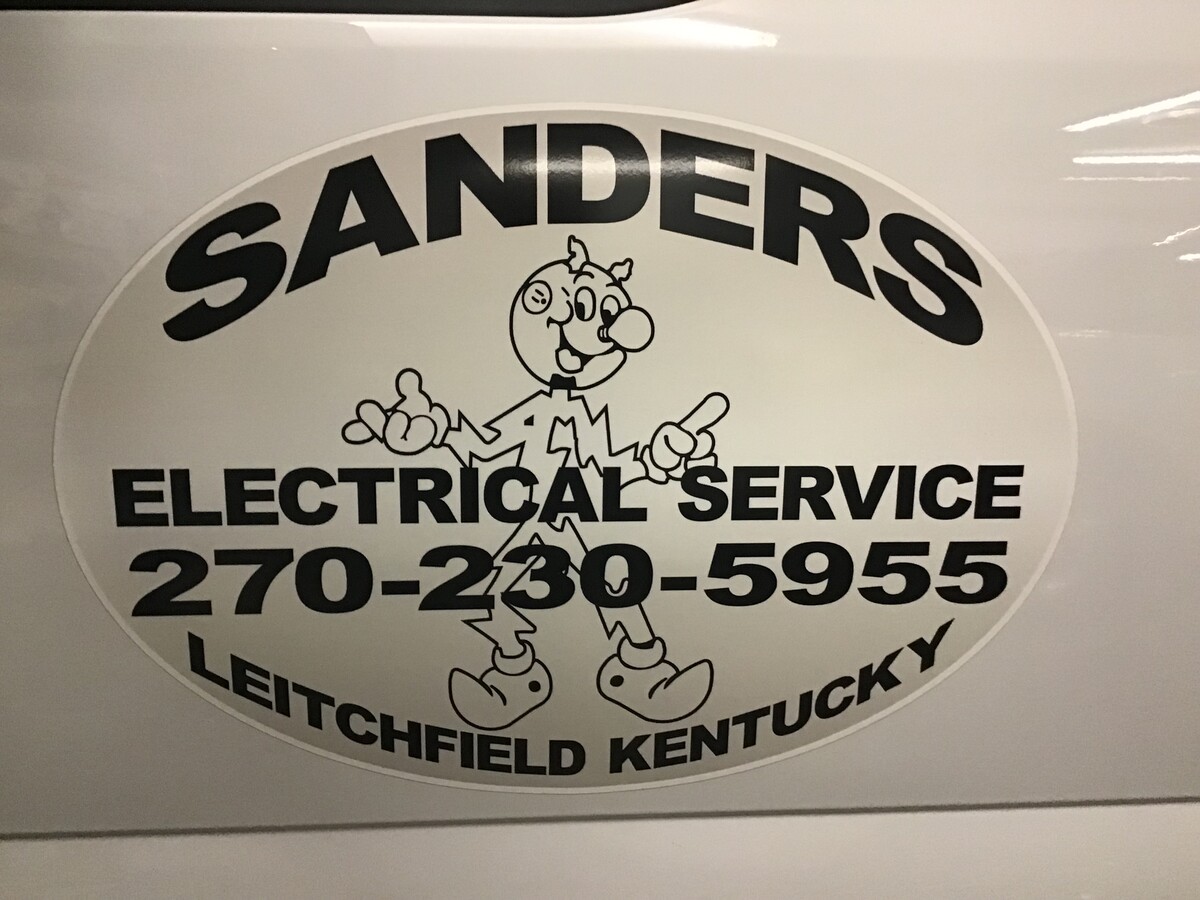 SANDERS
ELECTRICAL SERVICE
270-230-5955
LEITCHFIELD KENTUCKY